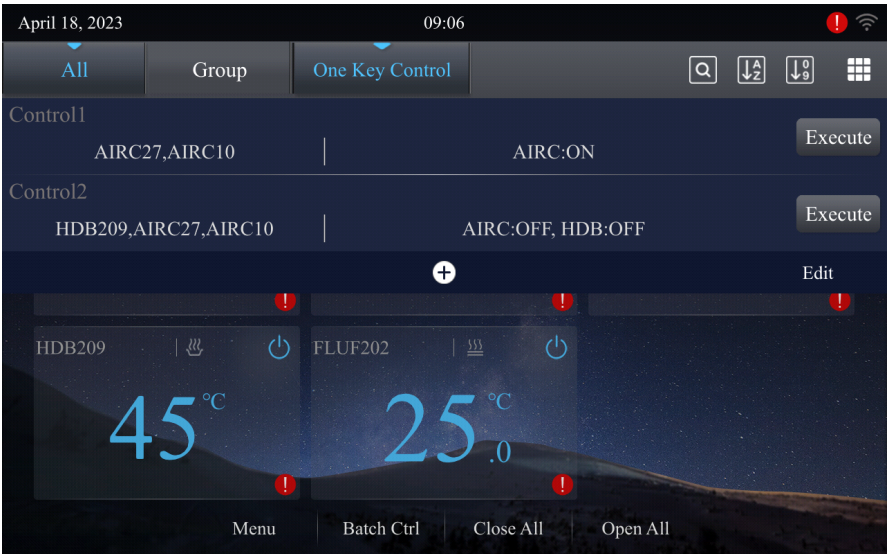 April 18, 2023 09:06
All Group One Key Control
Control1
AIRC27,AIRC10 AIRC:ON Execute
Control2
HDB209,AIRC27,AIRC10 AIRC:OFF, HDB:OFF Execute
Edit
HDB209 FLUF202
45 °C 25.0 °C
Menu Batch Ctrl Close All Open All